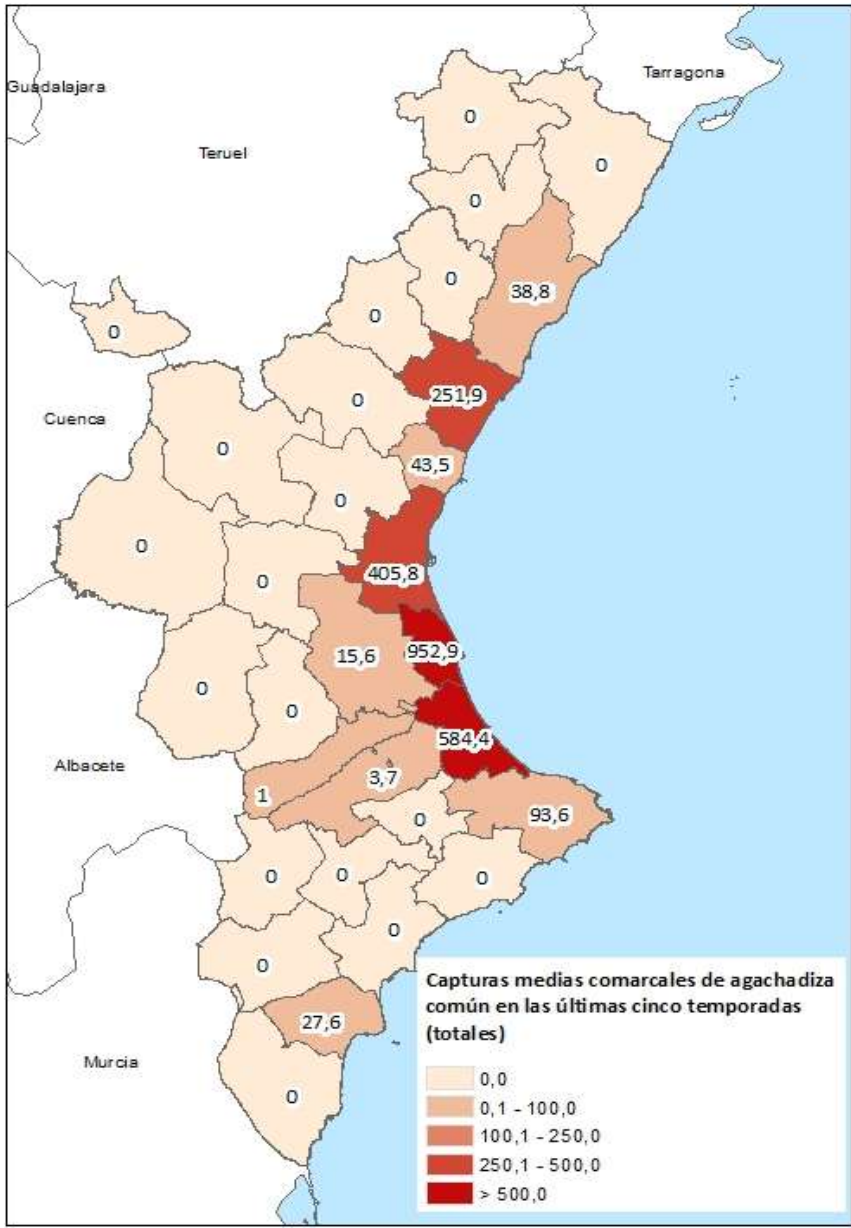 Tarragona
Guadalajara
0
Teruel
0
0
0
38,8
0
0
251,9
0
Cuenca
0
43,5
0
0
405,8
0
952,9
15,6
0
0
584,4
Albacete
3,7
1
93,6
0
0
0
0
0
0
27,6
Murcia
0
Capturas medias comarcales de agachadiza
común en las últimas cinco temporadas
(totales)
0,0
0,1 - 100,0
100,1 - 250,0
250,1 - 500,0
> 500,0